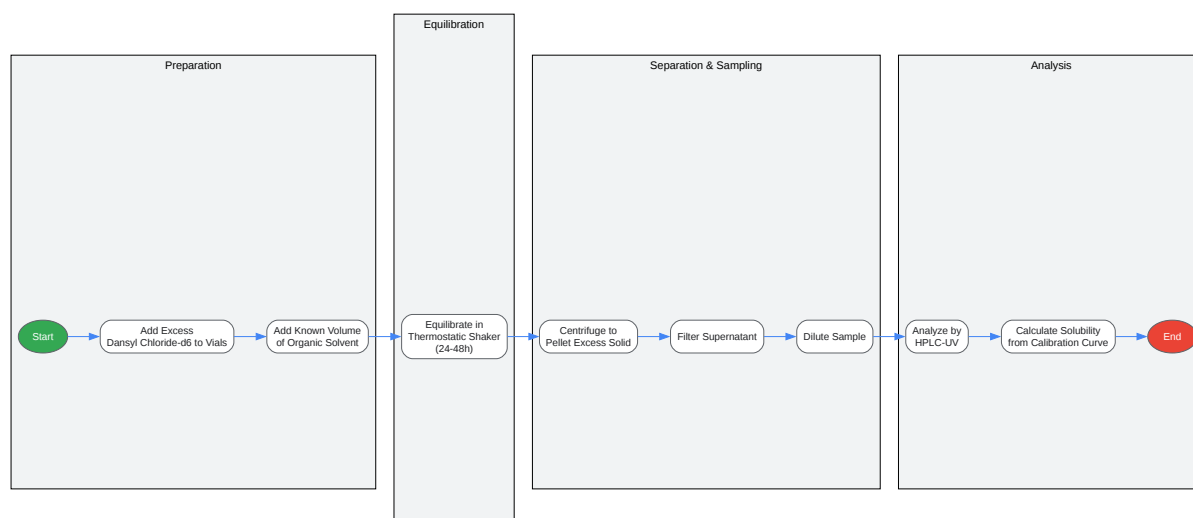 Preparation
Equilibration
Separation & Sampling
Analysis
Start
Add Excess
Dansyl Chloride-d6 to Vials
Add Known Volume
of Organic Solvent
Equilibrate in
Thermostatic Shaker
(24-48h)
Centrifuge to
Pellet Excess Solid
Filter Supernatant
Dilute Sample
Analyze by
HPLC-UV
Calculate Solubility
from Calibration Curve
End